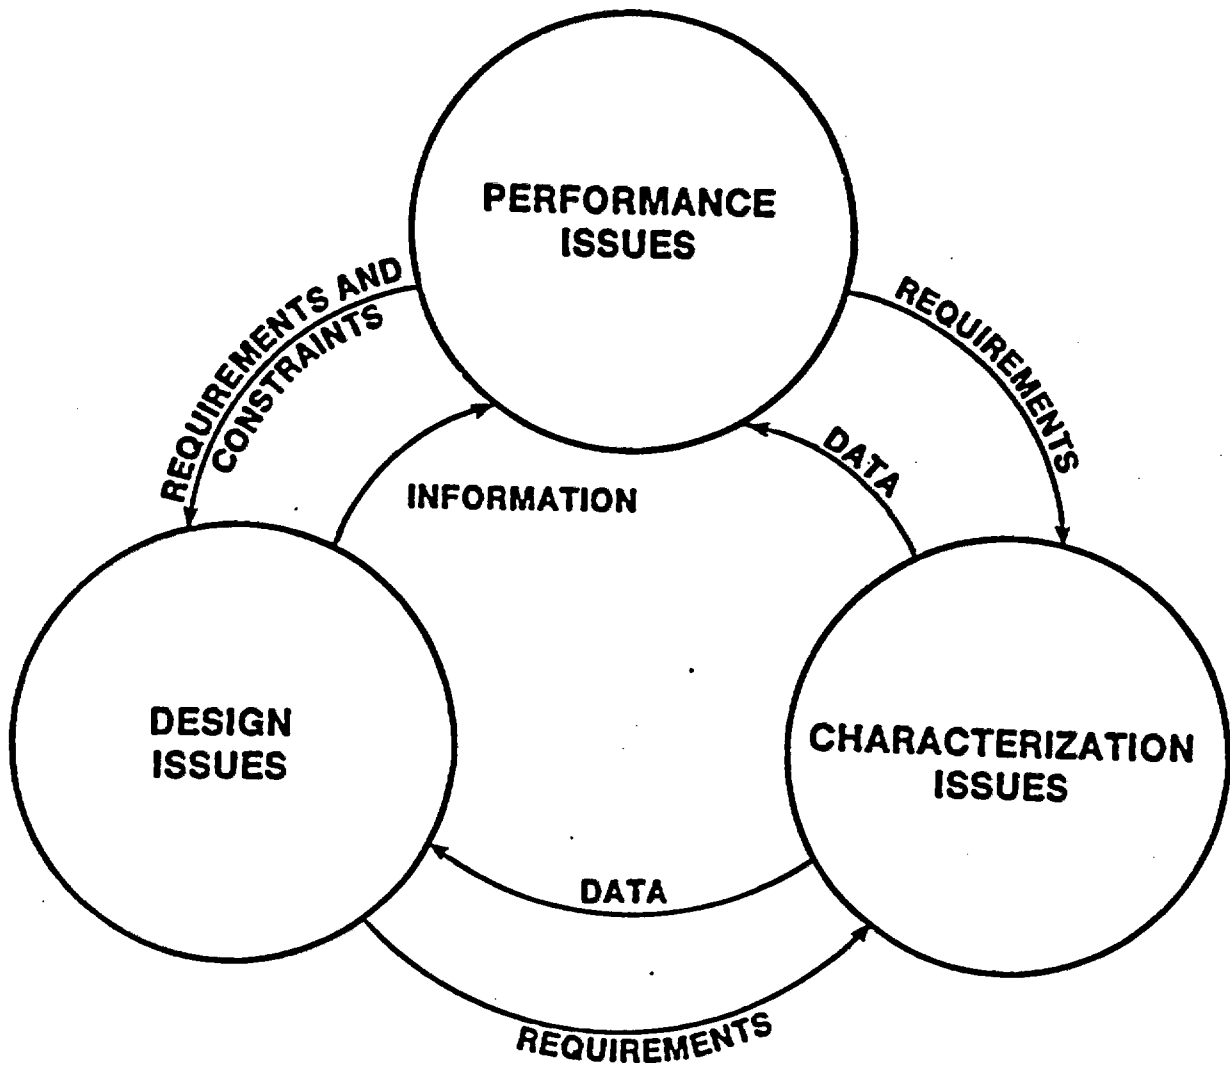 PERFORMANCE
ISSUES
REQUIREMENTS AND
CONSTRAINTS
REQUIREMENTS
DATA
INFORMATION
DESIGN
ISSUES
CHARACTERIZATION
ISSUES
DATA
REQUIREMENTS